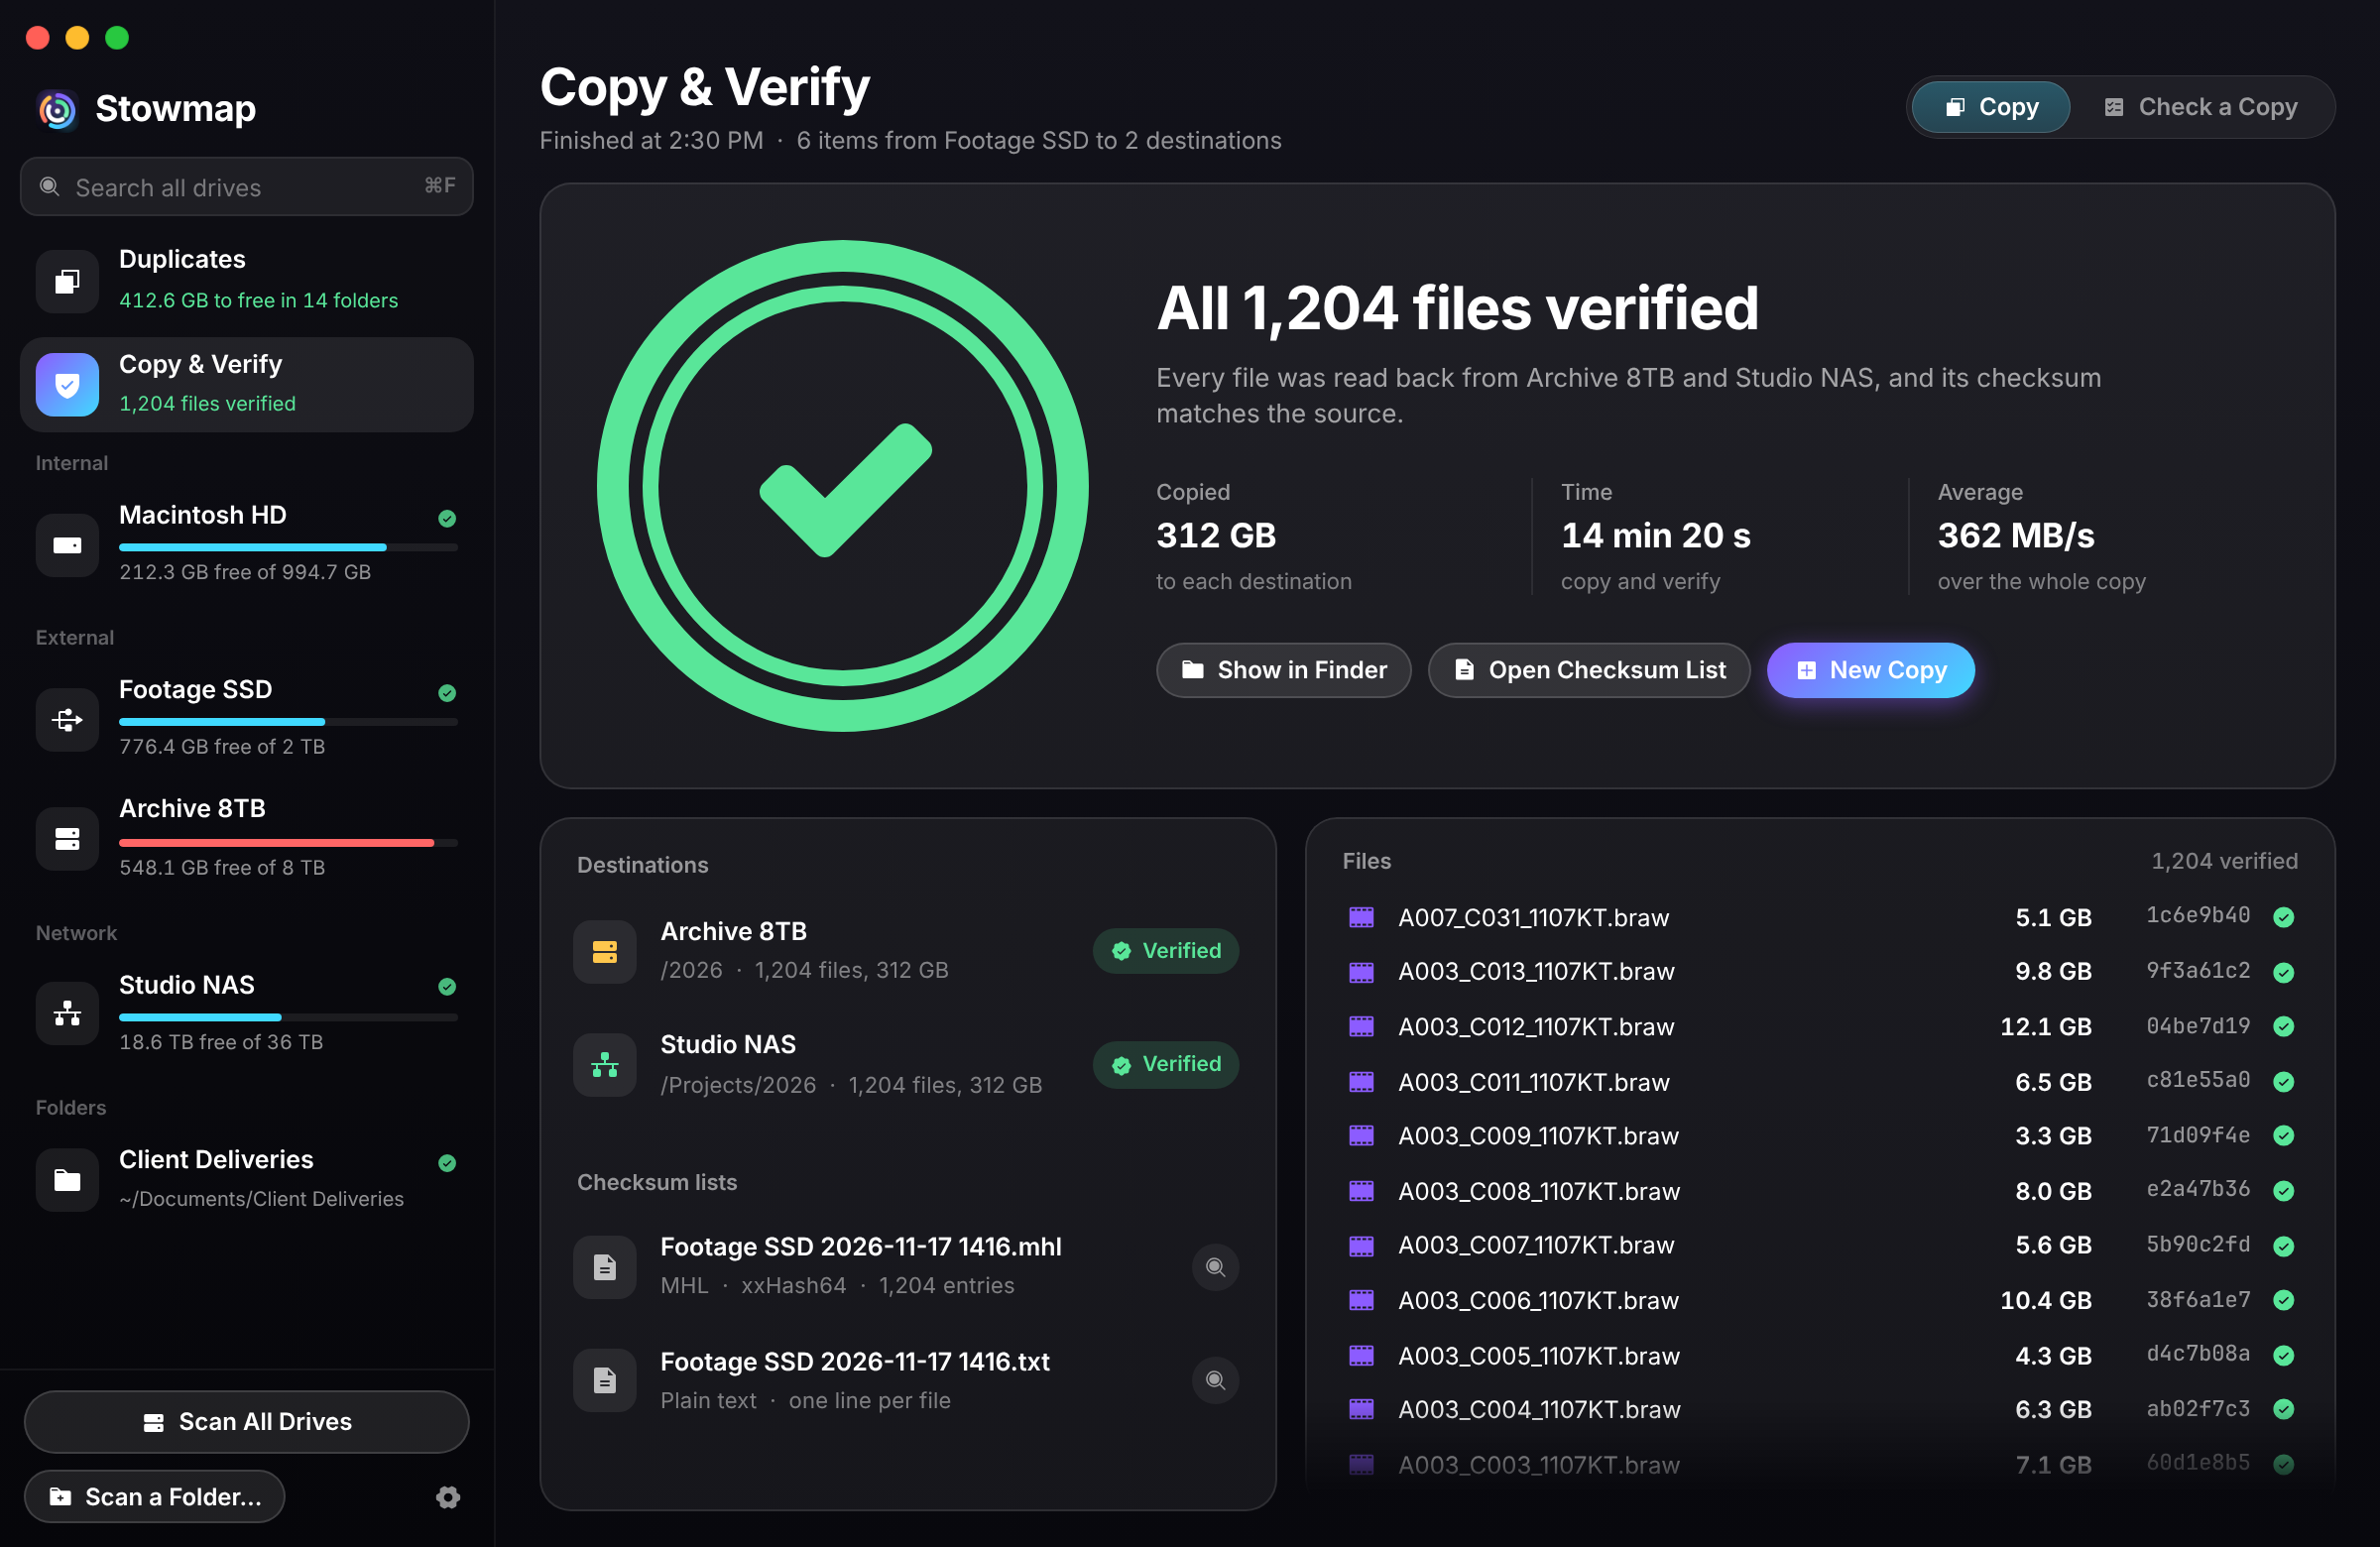 Stowmap
Search all drives ⌘F
Duplicates
412.6 GB to free in 14 folders
Copy & Verify
1,204 files verified
Internal
Macintosh HD
212.3 GB free of 994.7 GB
External
Footage SSD
776.4 GB free of 2 TB
Archive 8TB
548.1 GB free of 8 TB
Network
Studio NAS
18.6 TB free of 36 TB
Folders
Client Deliveries
~/Documents/Client Deliveries
Scan All Drives
Scan a Folder...
Copy & Verify
Finished at 2:30 PM · 6 items from Footage SSD to 2 destinations
Copy
Check a Copy
All 1,204 files verified
Every file was read back from Archive 8TB and Studio NAS, and its checksum
matches the source.
Copied
312 GB
to each destination
Time
14 min 20 s
copy and verify
Average
362 MB/s
over the whole copy
Show in Finder
Open Checksum List
New Copy
Destinations
Archive 8TB
/2026 · 1,204 files, 312 GB
Verified
Studio NAS
/Projects/2026 · 1,204 files, 312 GB
Verified
Checksum lists
Footage SSD 2026-11-17 1416.mhl
MHL · xxHash64 · 1,204 entries
Footage SSD 2026-11-17 1416.txt
Plain text · one line per file
Files 1,204 verified
A007_C031_1107KT.braw 5.1 GB 1c6e9b40
A003_C013_1107KT.braw 9.8 GB 9f3a61c2
A003_C012_1107KT.braw 12.1 GB 04be7d19
A003_C011_1107KT.braw 6.5 GB c81e55a0
A003_C009_1107KT.braw 3.3 GB 71d09f4e
A003_C008_1107KT.braw 8.0 GB e2a47b36
A003_C007_1107KT.braw 5.6 GB 5b90c2fd
A003_C006_1107KT.braw 10.4 GB 38f6a1e7
A003_C005_1107KT.braw 4.3 GB d4c7b08a
A003_C004_1107KT.braw 6.3 GB ab02f7c3
A003_C003_1107KT.braw 7.1 GB 60d1e8b5